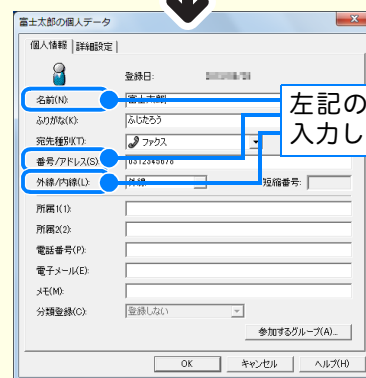 富士太郎の個人データ
個人情報 詳細設定
登録日:
名前(N): 富士太郎
左記の
ふりがな(K): ふじたろう
入力し
宛先種別(T): ファクス
番号/アドレス(S): 0312345678
外線/内線(L): 外線 短縮番号:
所属1(1):
所属2(2):
電話番号(P):
電子メール(E):
メモ(M):
分類登録(C): 登録しない
参加するグループ(A)...
OK キャンセル ヘルプ(H)